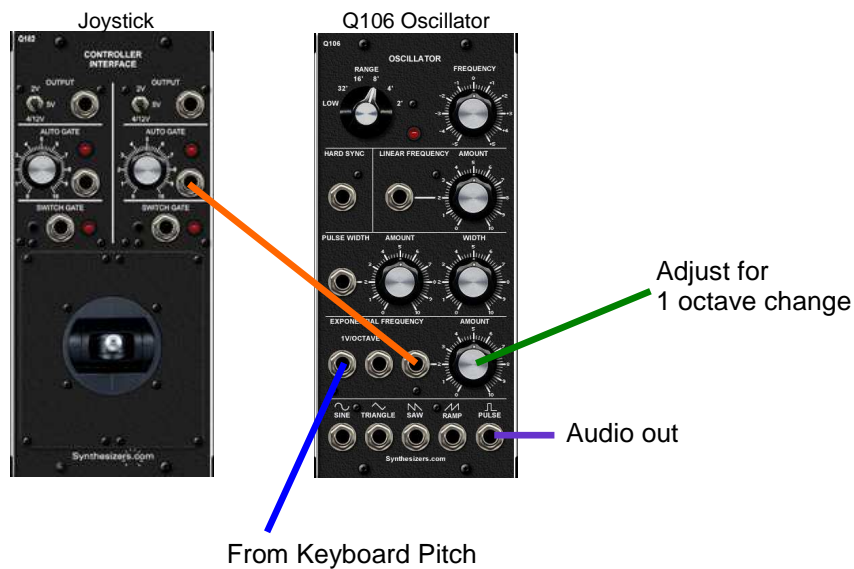 Joystick
Q106 Oscillator
Q182
CONTROLLER
INTERFACE
OUTPUT OUTPUT
2V 2V
5V 5V
4/12V 4/12V
AUTO GATE AUTO GATE
SWITCH GATE SWITCH GATE
Synthesizers.com
Q106
OSCILLATOR
RANGE FREQUENCY
16' 8'
32' 4'
LOW 2'
HARD SYNC LINEAR FREQUENCY AMOUNT
PULSE WIDTH AMOUNT WIDTH
EXPONENTIAL FREQUENCY AMOUNT
1V/OCTAVE
SINE TRIANGLE SAW RAMP PULSE
Synthesizers.com
Adjust for
1 octave change
Audio out
From Keyboard Pitch